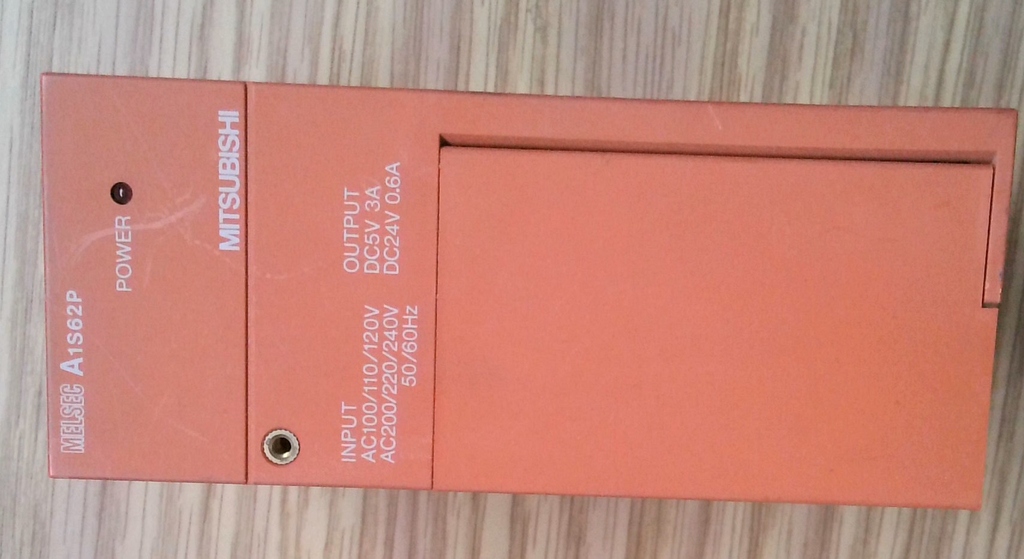 MELSEC A1S62P
POWER
MITSUBISHI
INPUT
AC100/110/120V
AC200/220/240V
50/60Hz
OUTPUT
DC5V 3A
DC24V 0.6A